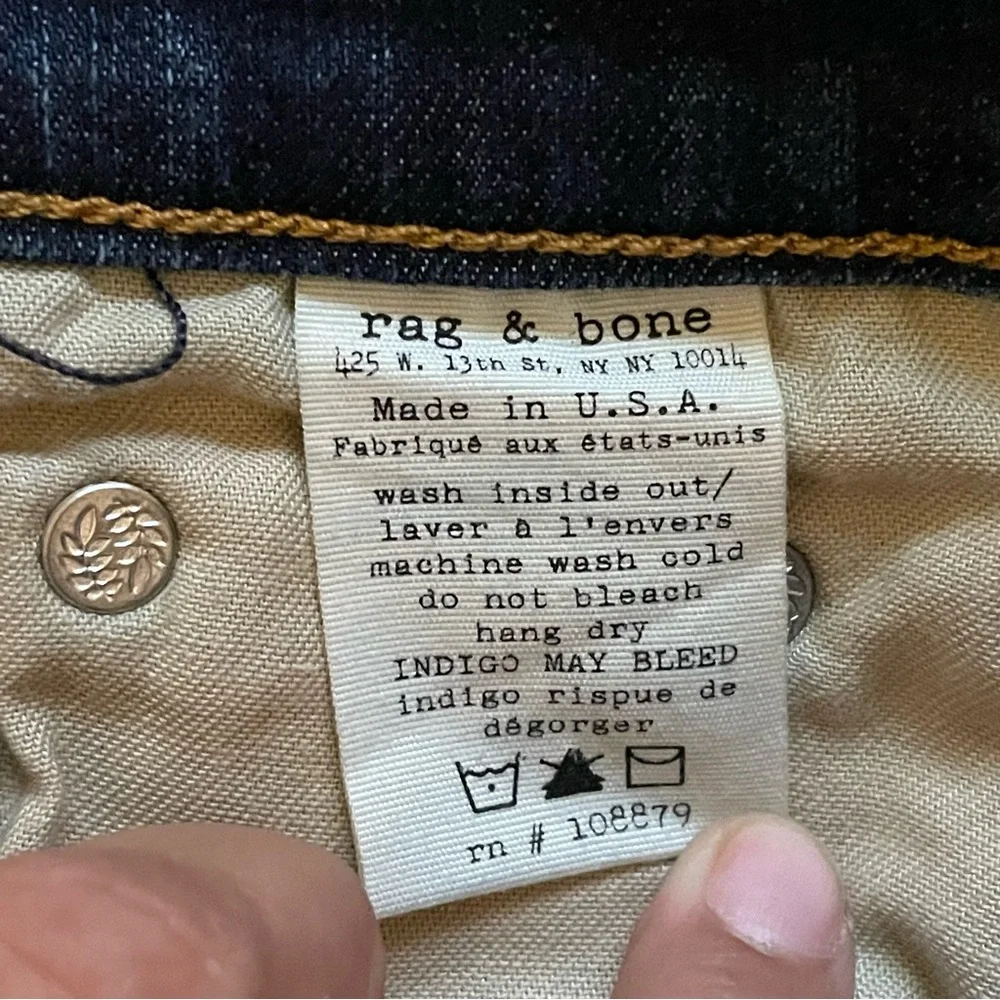 rag & bone
425 W. 13th St, NY NY 10014
Made in U.S.A.
Fabriqué aux états-unis
wash inside out/
laver à l'envers
machine wash cold
do not bleach
hang dry
INDIGO MAY BLEED
indigo rispue de
dégorger
rn # 108879